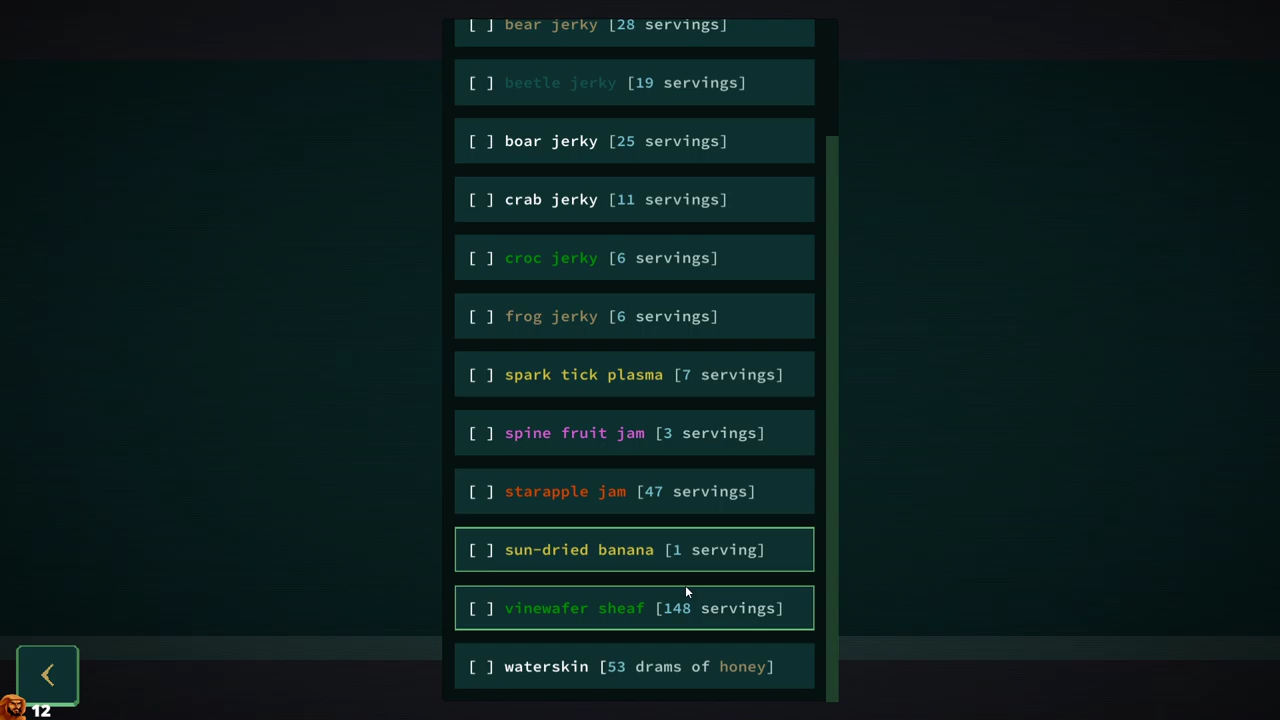 [ ] bear jerky [28 servings]
[ ] beetle jerky [19 servings]
[ ] boar jerky [25 servings]
[ ] crab jerky [11 servings]
[ ] croc jerky [6 servings]
[ ] frog jerky [6 servings]
[ ] spark tick plasma [7 servings]
[ ] spine fruit jam [3 servings]
[ ] starapple jam [47 servings]
[ ] sun-dried banana [1 serving]
[ ] vinewafer sheaf [148 servings]
[ ] waterskin [53 drams of honey]
12